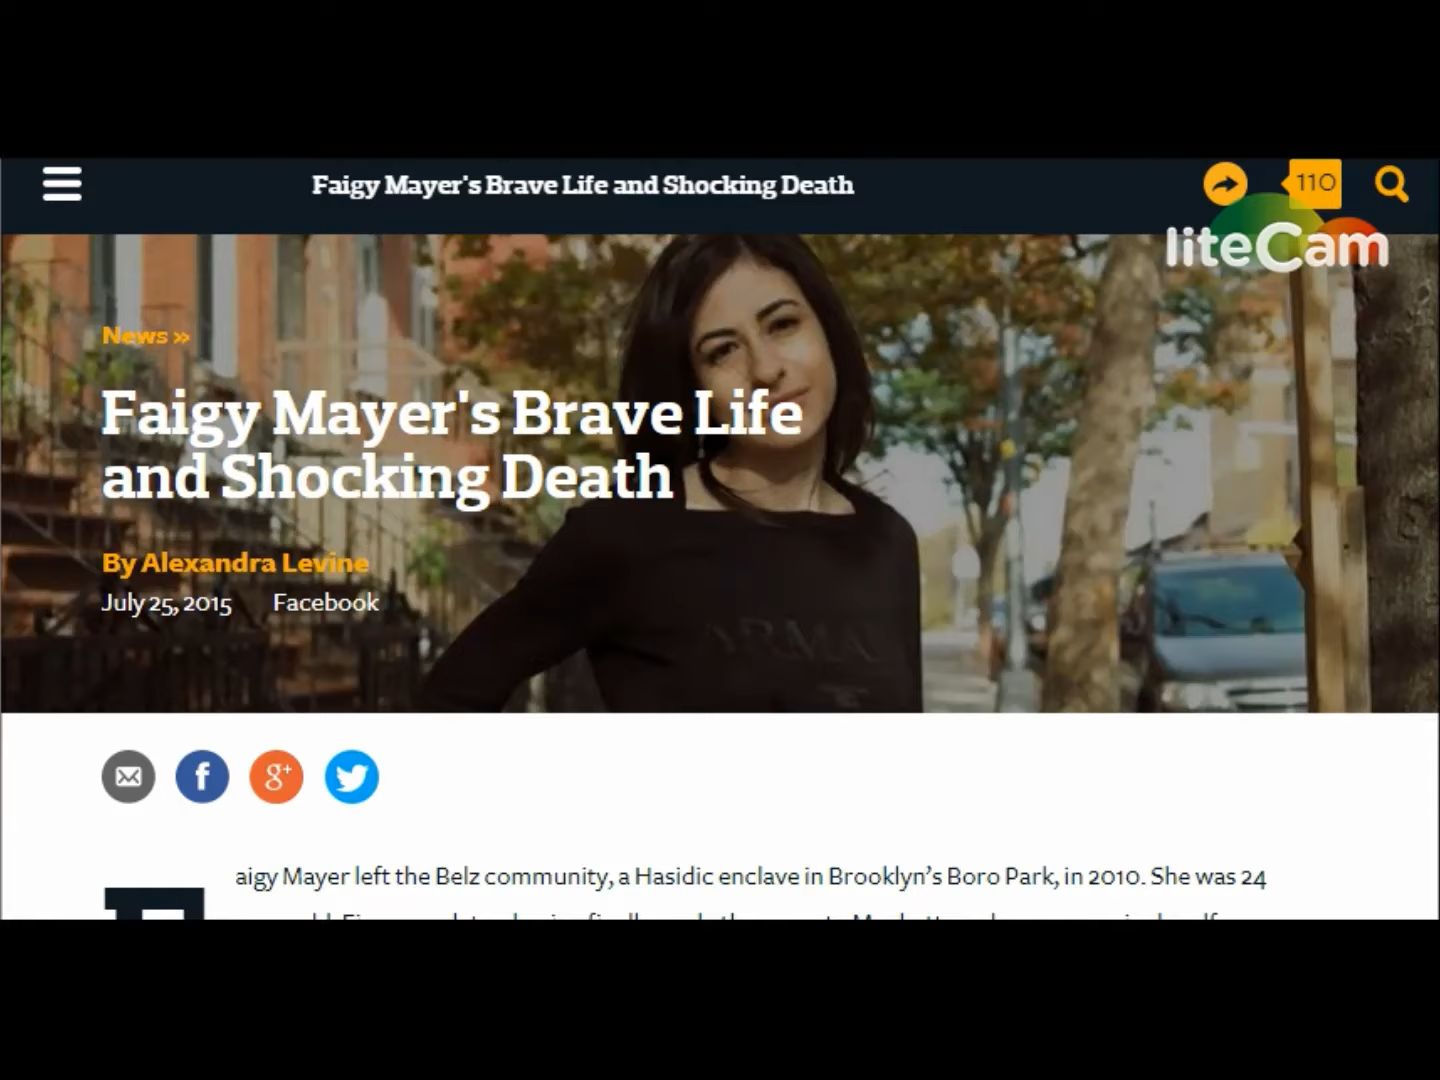 Faigy Mayer's Brave Life and Shocking Death
110
liteCam
News »
Faigy Mayer's Brave Life
and Shocking Death
By Alexandra Levine
July 25, 2015 Facebook
f
g+
aigy Mayer left the Belz community, a Hasidic enclave in Brooklyn's Boro Park, in 2010. She was 24